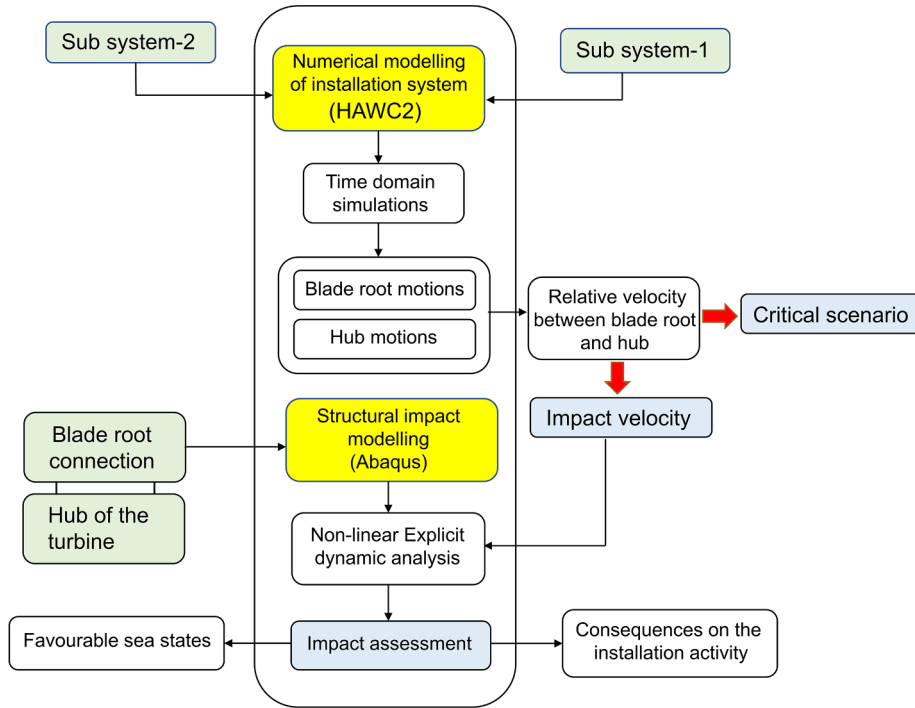 Sub system-2
Numerical modelling
of installation system
(HAWC2)
Sub system-1
Time domain
simulations
Blade root motions
Hub motions
Relative velocity
between blade root
and hub
Critical scenario
Impact velocity
Blade root
connection
Hub of the
turbine
Structural impact
modelling
(Abaqus)
Non-linear Explicit
dynamic analysis
Favourable sea states
Impact assessment
Consequences on the
installation activity